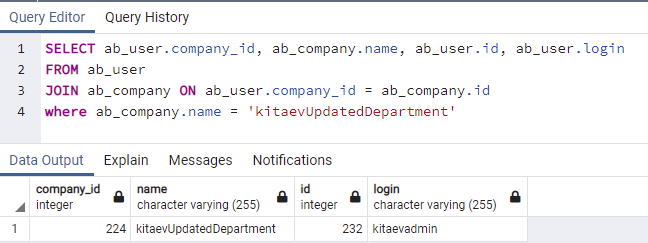 Query Editor Query History
1 SELECT ab_user.company_id, ab_company.name, ab_user.id, ab_user.login
2 FROM ab_user
3 JOIN ab_company ON ab_user.company_id = ab_company.id
4 where ab_company.name = 'kitaevUpdatedDepartment'
Data Output Explain Messages Notifications
company_id name id login
integer character varying (255) integer character varying (255)
1 224 kitaevUpdatedDepartment 232 kitaevadmin